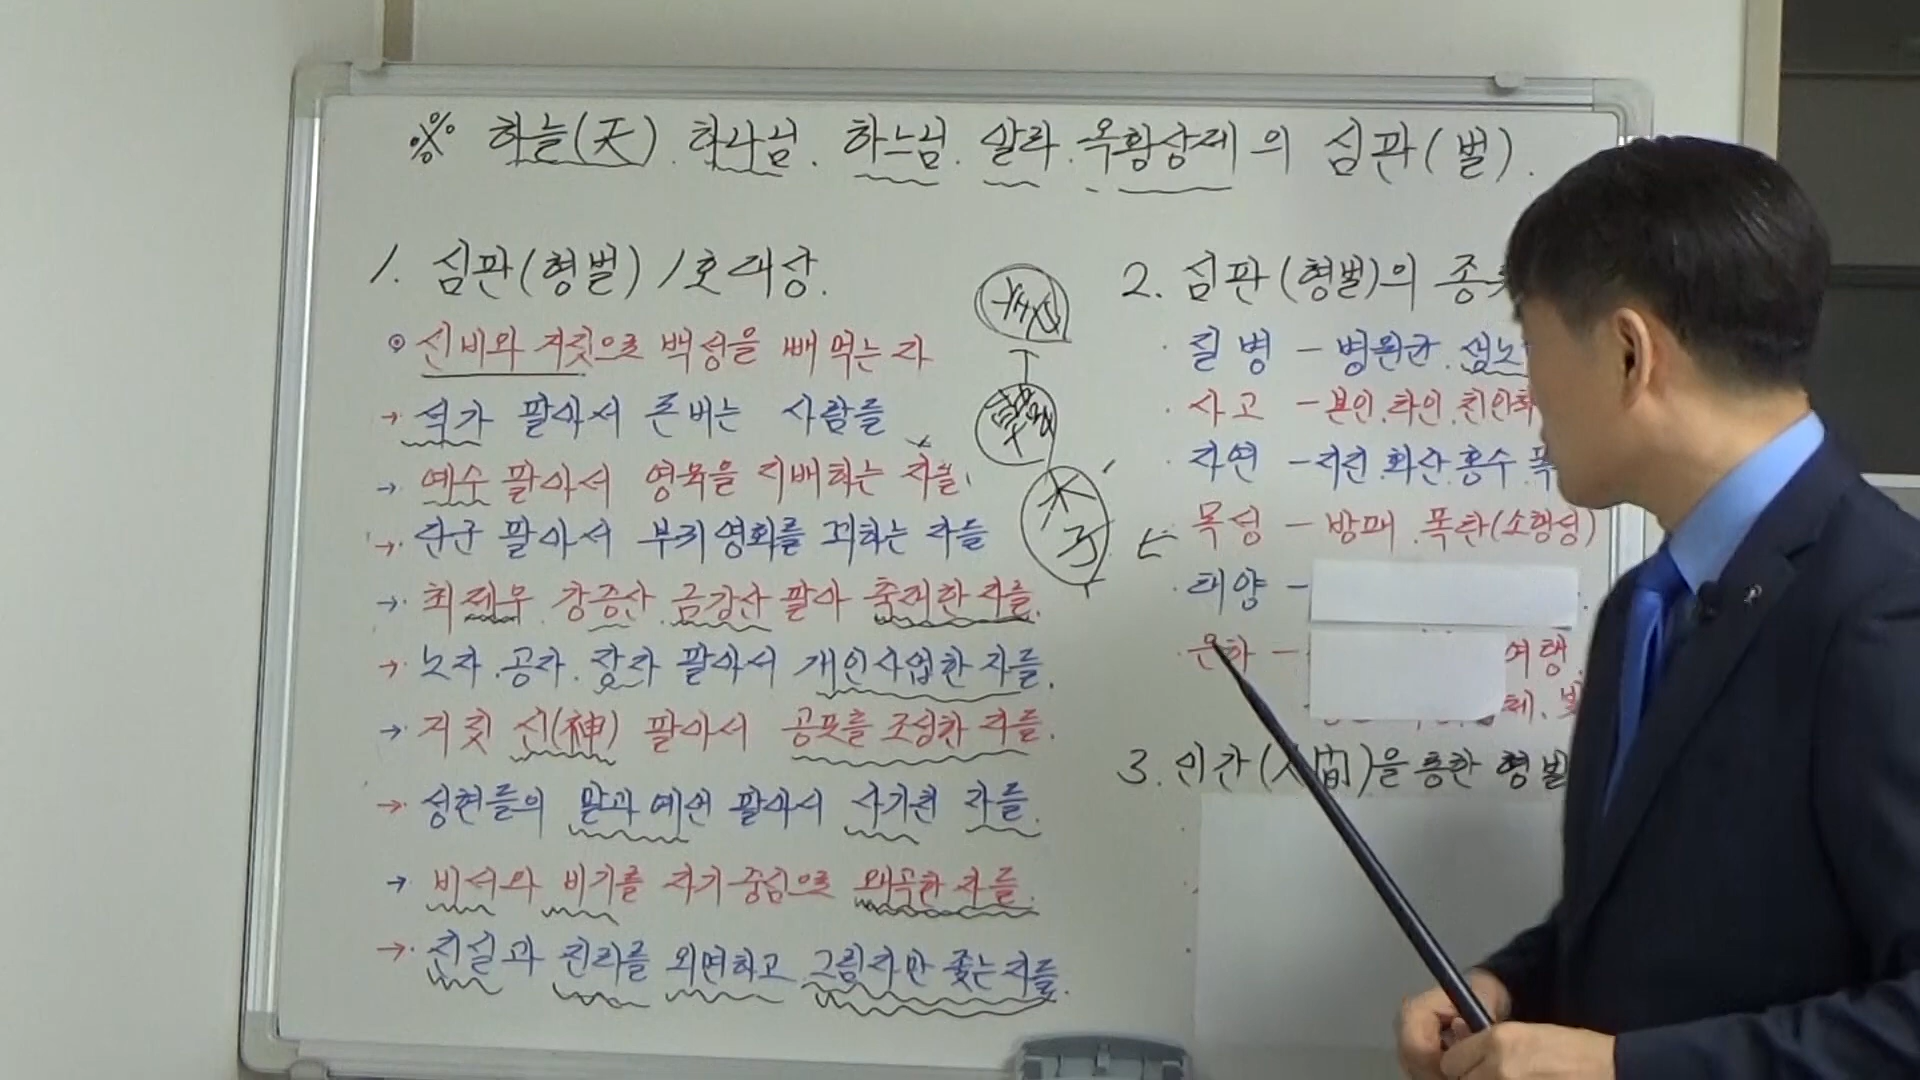 ※ 하늘(天). 하나님. 하느님. 알라. 옥황상제의 심판(벌).
1. 심판(형벌) 1호대상.
⊙ 신비와 거짓으로 백성을 빼먹는 자
→ 석가 팔아서 돈버는 사람들
→ 예수 팔아서 영육을 지배하는 자들.
→ 단군 팔아서 부귀영화를 꾀하는 자들
→ 최제우. 강증산. 금강산 팔아 축재한 자들.
→ 노자. 공자. 장자 팔아서 개인사업한 자들.
→ 거짓 신(神) 팔아서 공포를 조성한 자들.
→ 성현들의 말과 예언 팔아서 사기친 자들.
→ 비서와 비기를 자기중심으로 왜곡한 자들.
→ 진실과 진리를 외면하고 그림자만 쫓는 자들.
2. 심판(형벌)의
· 질병 - 병원균.
· 사고 - 본인. 타인.
· 자연 - 지진. 화산. 홍수.
· 목성 - 방패. 폭탄(소행성)
· 태양 -
· 은하 - 여행.
3. 인간(人間)을 통한 형벌